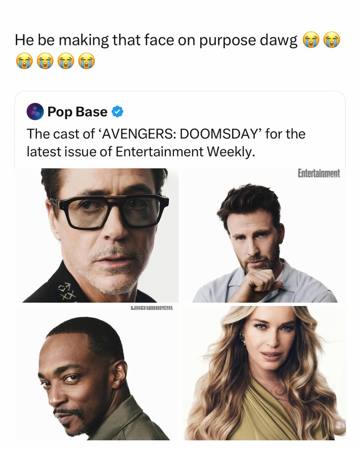 He be making that face on purpose dawg 😭😭
😭😭😭😭
Pop Base
The cast of ‘AVENGERS: DOOMSDAY’ for the
latest issue of Entertainment Weekly.
Entertainment